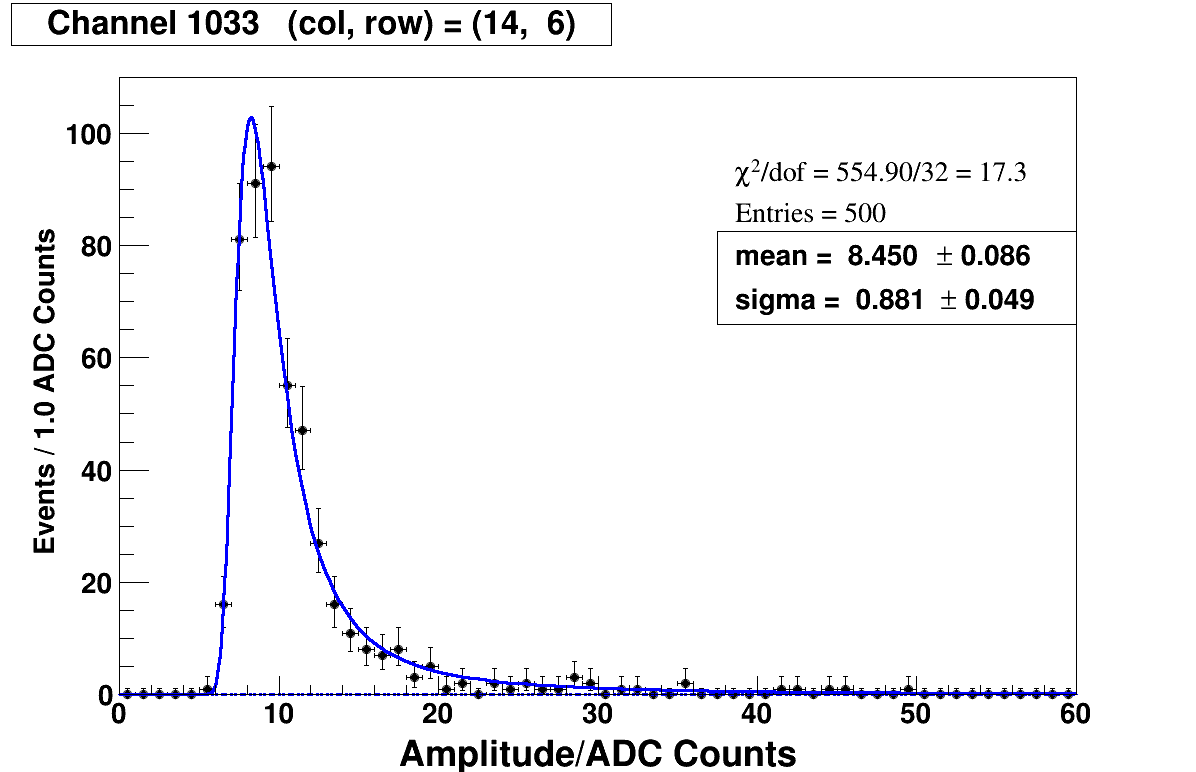 Channel 1033 (col, row) = (14, 6)
χ²/dof = 554.90/32 = 17.3
Entries = 500
mean = 8.450 ± 0.086
sigma = 0.881 ± 0.049
Events / 1.0 ADC Counts
100
80
60
40
20
0
0 10 20 30 40 50 60
Amplitude/ADC Counts